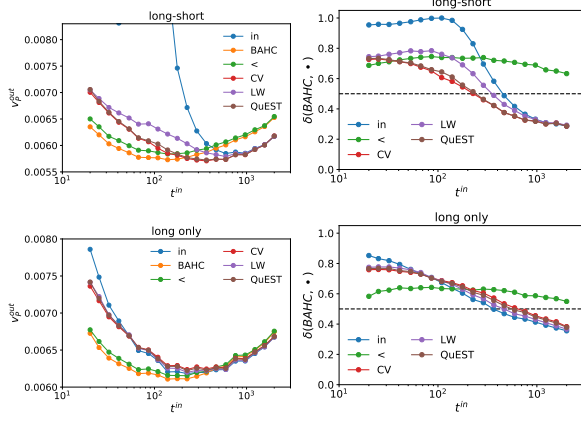 long-short
0.0080
0.0075
0.0070
0.0065
0.0060
0.0055
v_P^out
in
BAHC
<
CV
LW
QuEST
10^1
10^2
10^3
t^in
long-short
1.0
0.8
0.6
0.4
0.2
0.0
δ(BAHC, •)
in
<
CV
LW
QuEST
10^1
10^2
10^3
t^in
long only
0.0080
0.0075
0.0070
0.0065
0.0060
v_P^out
in
BAHC
<
CV
LW
QuEST
10^1
10^2
10^3
t^in
long only
1.0
0.8
0.6
0.4
0.2
0.0
δ(BAHC, •)
in
<
CV
LW
QuEST
10^1
10^2
10^3
t^in